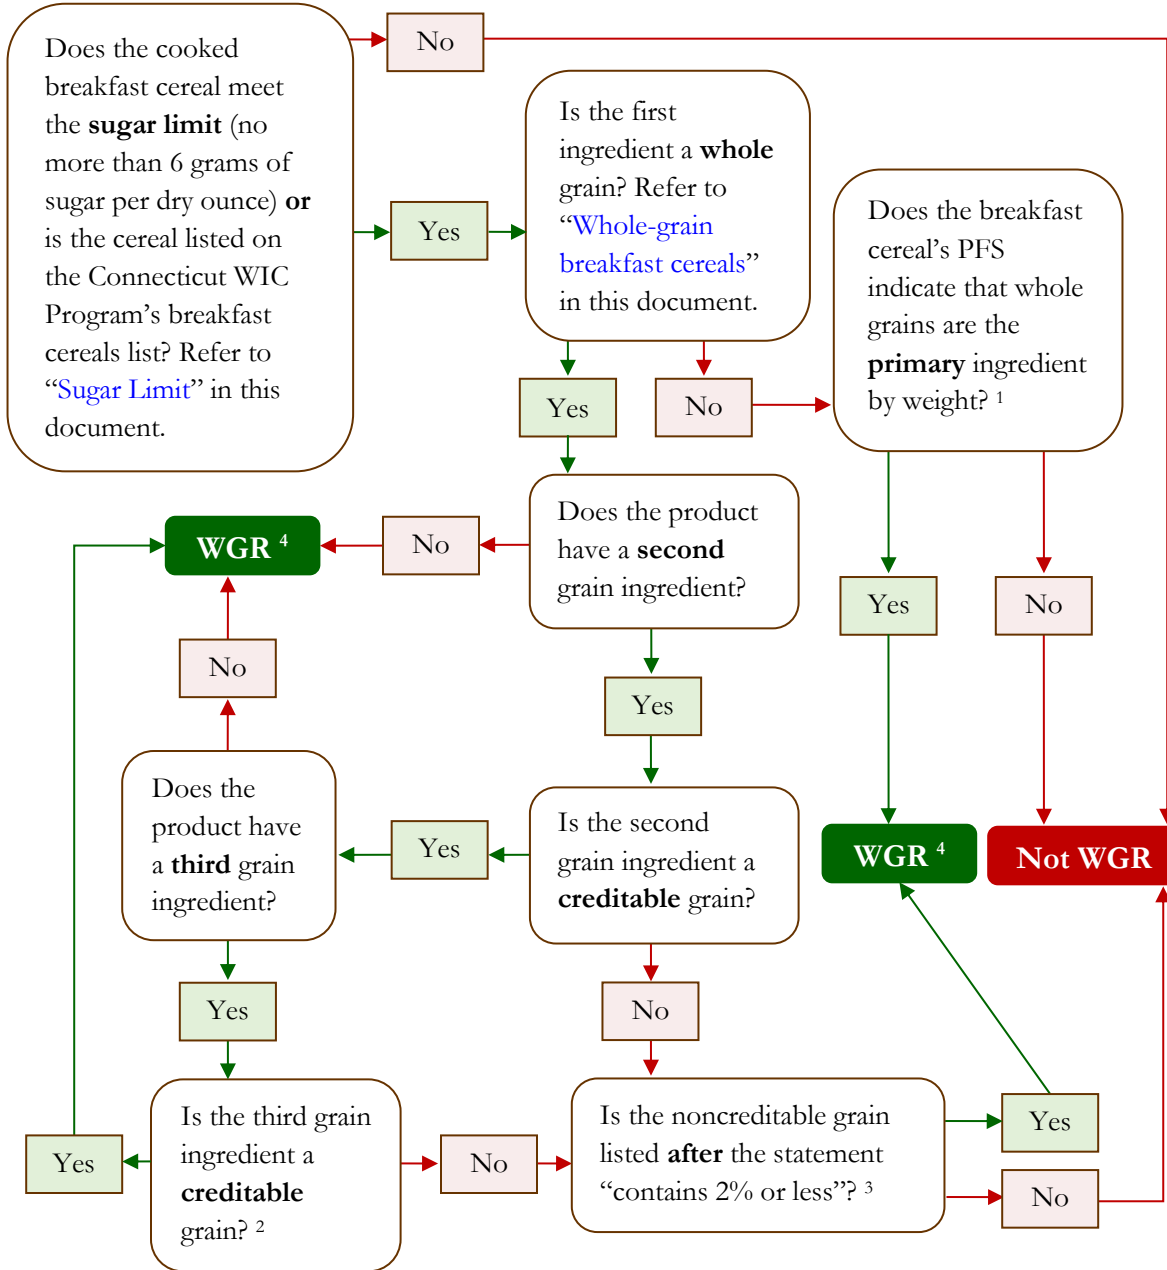 Does the cooked
breakfast cereal meet
the sugar limit (no
more than 6 grams of
sugar per dry ounce) or
is the cereal listed on
the Connecticut WIC
Program’s breakfast
cereals list? Refer to
“Sugar Limit” in this
document.
No
Yes
Is the first
ingredient a whole
grain? Refer to
“Whole-grain
breakfast cereals”
in this document.
Yes
No
Does the breakfast
cereal’s PFS
indicate that whole
grains are the
primary ingredient
by weight? 1
Yes
No
Does the product
have a second
grain ingredient?
No
WGR 4
Yes
No
Does the
product have
a third grain
ingredient?
Yes
Is the second
grain ingredient a
creditable grain?
WGR 4
Not WGR
Yes
No
Is the third grain
ingredient a
creditable
grain? 2
Yes
No
Is the noncreditable grain
listed after the statement
“contains 2% or less”? 3
Yes
No